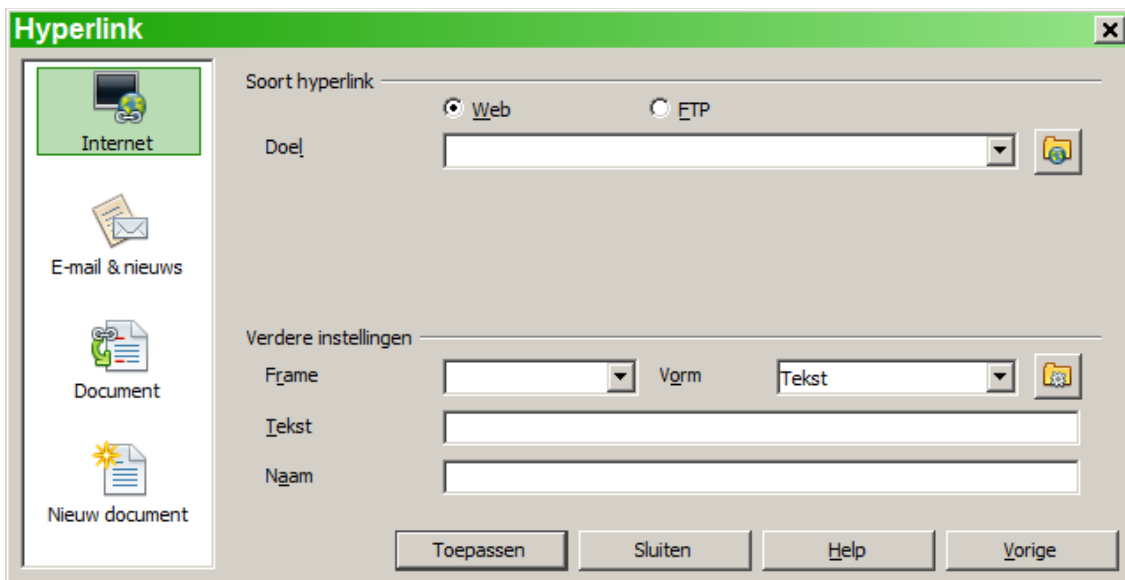 Hyperlink
Internet
E-mail & nieuws
Document
Nieuw document
Soort hyperlink
Web FTP
Doel
Verdere instellingen
Frame Vorm Tekst
Tekst
Naam
Toepassen Sluiten Help Vorige